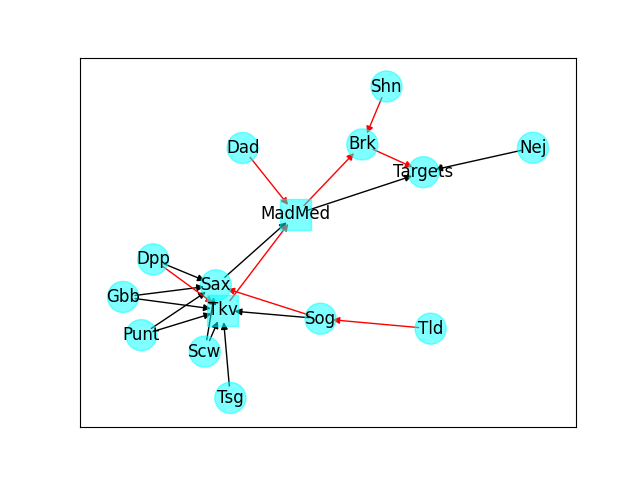 Shn
Brk
Dad
Nej
Targets
MadMed
Dpp
Sax
Gbb
Tkv
Sog
Tld
Punt
Scw
Tsg